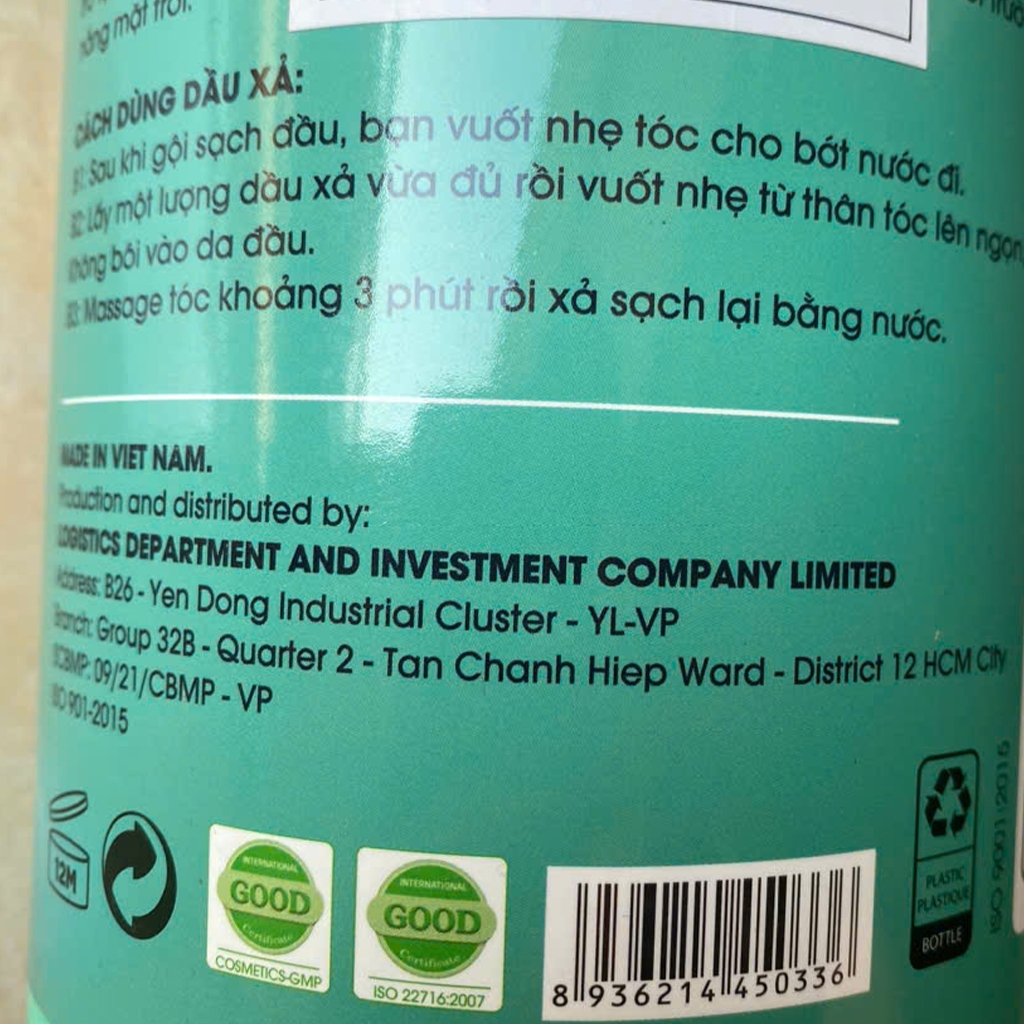 nắng mặt trời.
CÁCH DÙNG DẦU XẢ:
B1: Sau khi gội sạch đầu, bạn vuốt nhẹ tóc cho bớt nước đi.
B2: Lấy một lượng dầu xả vừa đủ rồi vuốt nhẹ từ thân tóc lên ngọn,
không bôi vào da đầu.
B3: Massage tóc khoảng 3 phút rồi xả sạch lại bằng nước.
MADE IN VIET NAM.
Production and distributed by:
LOGISTICS DEPARTMENT AND INVESTMENT COMPANY LIMITED
Address: B26 - Yen Dong Industrial Cluster - YL-VP
Branch: Group 32B - Quarter 2 - Tan Chanh Hiep Ward - District 12 HCM City
SCBMP: 09/21/CBMP - VP
ISO 901-2015
12M
INTERNATIONAL
GOOD
Certificate
COSMETICS-GMP
INTERNATIONAL
GOOD
Certificate
ISO 22716:2007
8 936214 450336
PLASTIC
PLASTIQUE
BOTTLE
ISO 9001:2015